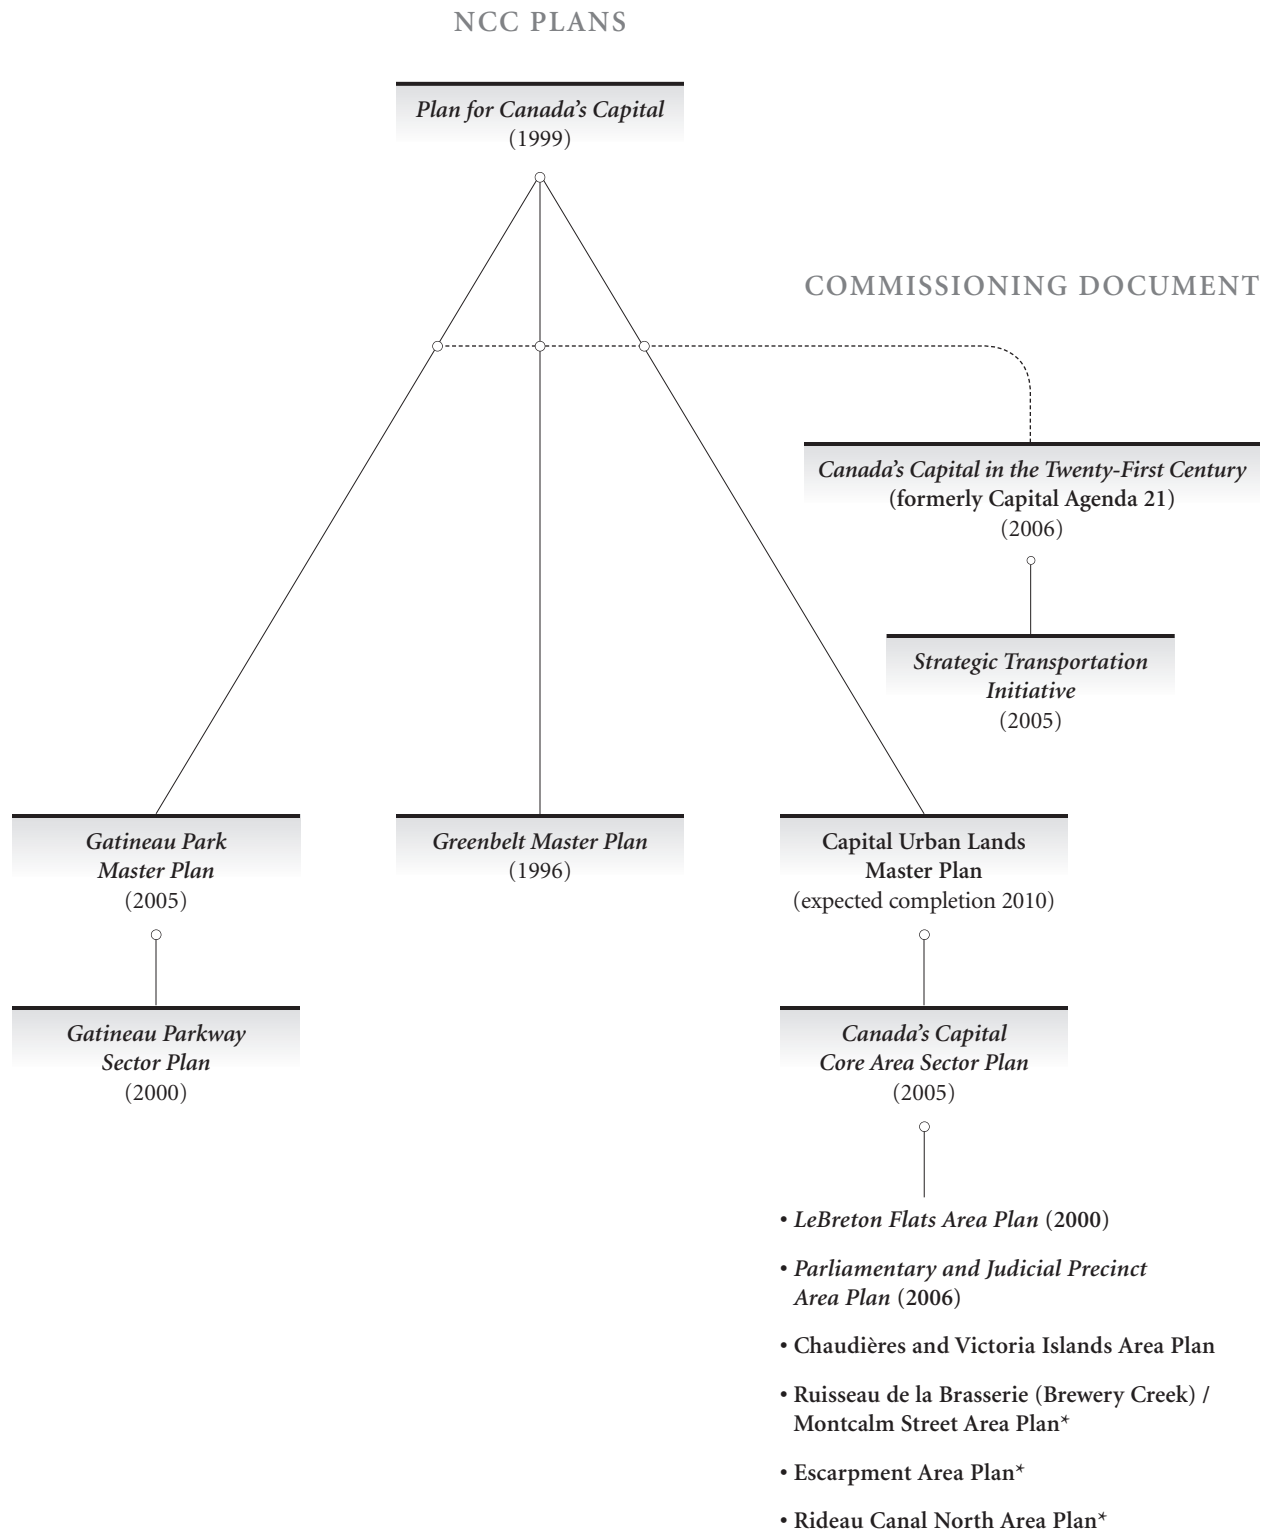 NCC PLANS
Plan for Canada’s Capital
(1999)
COMMISSIONING DOCUMENT
Canada’s Capital in the Twenty-First Century
(formerly Capital Agenda 21)
(2006)
Strategic Transportation
Initiative
(2005)
Gatineau Park
Master Plan
(2005)
Greenbelt Master Plan
(1996)
Capital Urban Lands
Master Plan
(expected completion 2010)
Gatineau Parkway
Sector Plan
(2000)
Canada’s Capital
Core Area Sector Plan
(2005)
• LeBreton Flats Area Plan (2000)
• Parliamentary and Judicial Precinct
Area Plan (2006)
• Chaudières and Victoria Islands Area Plan
• Ruisseau de la Brasserie (Brewery Creek) /
Montcalm Street Area Plan*
• Escarpment Area Plan*
• Rideau Canal North Area Plan*